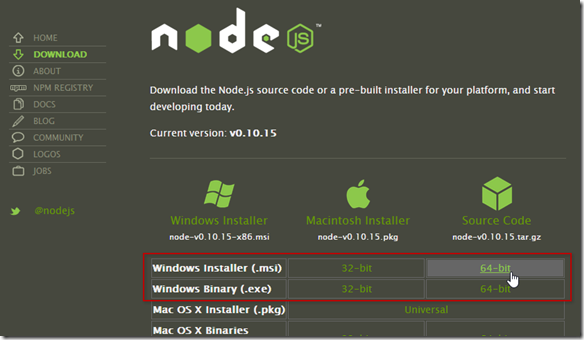 node JS ™
HOME
DOWNLOAD
ABOUT
NPM REGISTRY
DOCS
BLOG
COMMUNITY
LOGOS
JOBS
@nodejs
Download the Node.js source code or a pre-built installer for your platform, and start
developing today.
Current version: v0.10.15
Windows Installer
node-v0.10.15-x86.msi
Macintosh Installer
node-v0.10.15.pkg
Source Code
node-v0.10.15.tar.gz
Windows Installer (.msi) 32-bit 64-bit
Windows Binary (.exe) 32-bit 64-bit
Mac OS X Installer (.pkg) Universal
Mac OS X Binaries